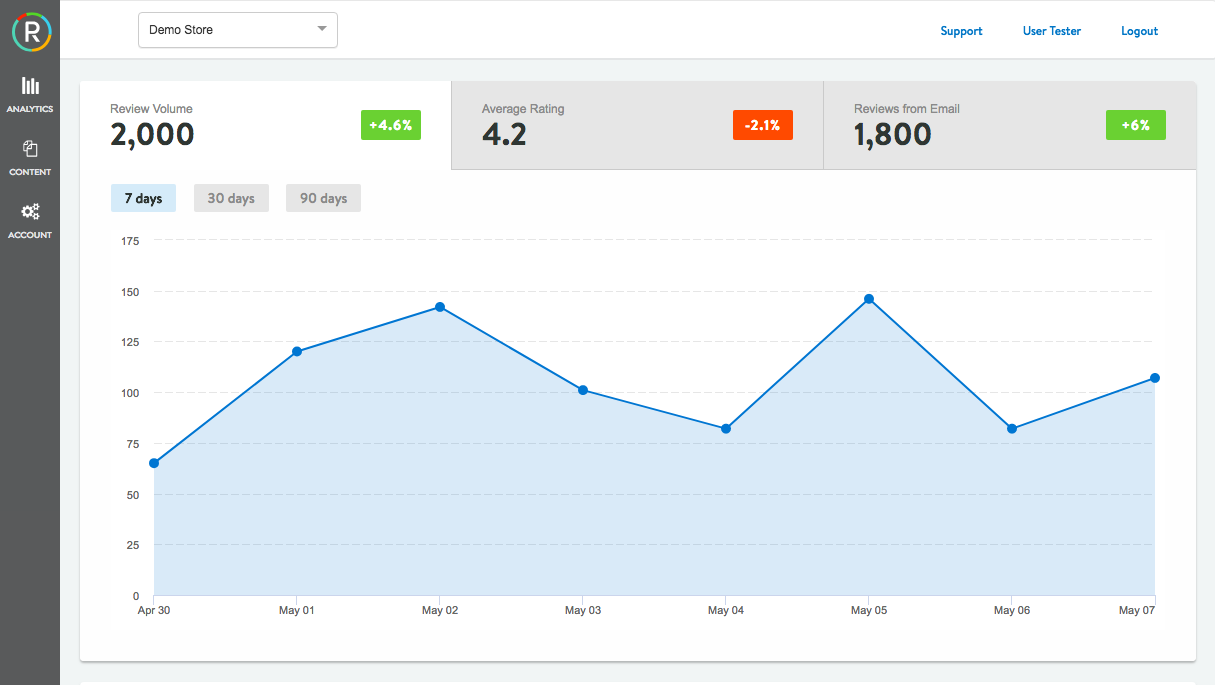 R
Demo Store
Support
User Tester
Logout
ANALYTICS
CONTENT
ACCOUNT
Review Volume
2,000
+4.6%
Average Rating
4.2
-2.1%
Reviews from Email
1,800
+6%
7 days
30 days
90 days
175
150
125
100
75
50
25
0
Apr 30
May 01
May 02
May 03
May 04
May 05
May 06
May 07